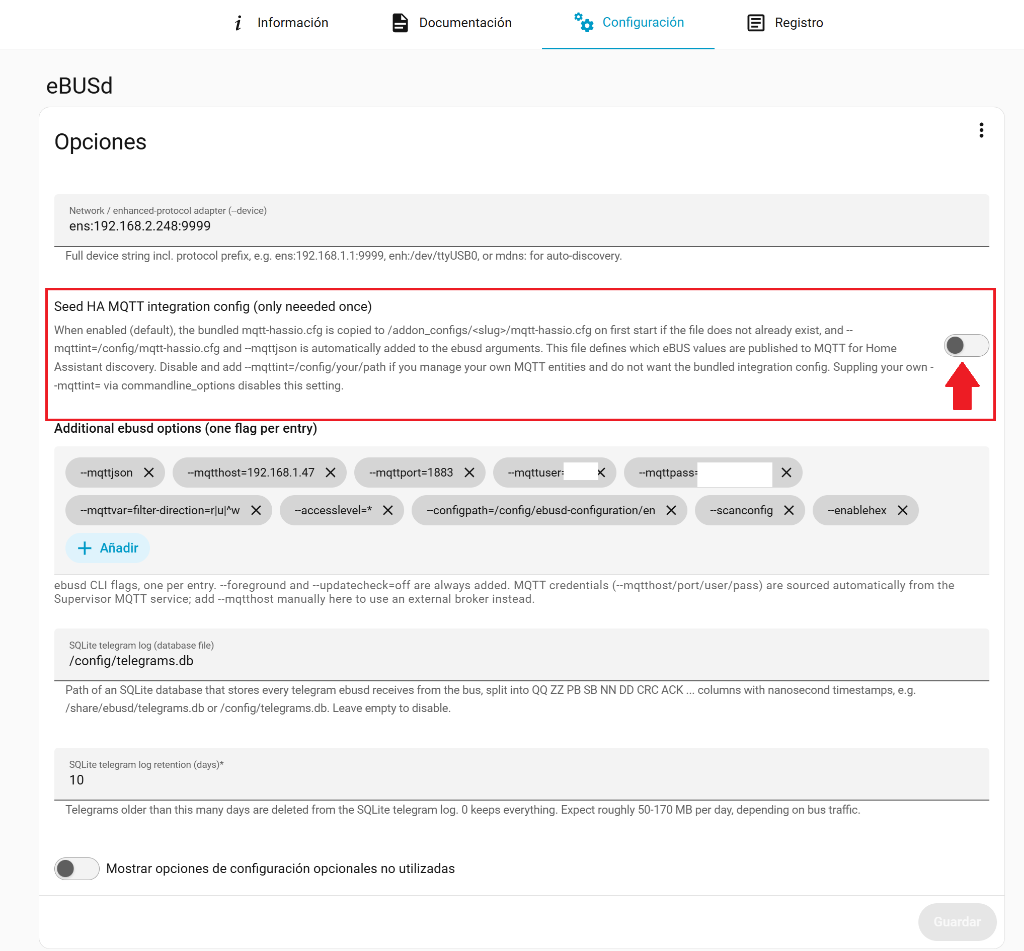 Información
Documentación
Configuración
Registro
eBUSd
Opciones
Network / enhanced-protocol adapter (--device)
ens:192.168.2.248:9999
Full device string incl. protocol prefix, e.g. ens:192.168.1.1:9999, enh:/dev/ttyUSB0, or mdns: for auto-discovery.
Seed HA MQTT integration config (only neeeded once)
When enabled (default), the bundled mqtt-hassio.cfg is copied to /addon_configs/<slug>/mqtt-hassio.cfg on first start if the file does not already exist, and --
mqttint=/config/mqtt-hassio.cfg and --mqttjson is automatically added to the ebusd arguments. This file defines which eBUS values are published to MQTT for Home
Assistant discovery. Disable and add --mqttint=/config/your/path if you manage your own MQTT entities and do not want the bundled integration config. Suppling your own -
-mqttint= via commandline_options disables this setting.
Additional ebusd options (one flag per entry)
--mqttjson
--mqtthost=192.168.1.47
--mqttport=1883
--mqttuser=
--mqttpass=
--mqttvar=filter-direction=r|u|^w
--accesslevel=*
--configpath=/config/ebusd-configuration/en
--scanconfig
--enablehex
Añadir
ebusd CLI flags, one per entry. --foreground and --updatecheck=off are always added. MQTT credentials (--mqtthost/port/user/pass) are sourced automatically from the
Supervisor MQTT service; add --mqtthost manually here to use an external broker instead.
SQLite telegram log (database file)
/config/telegrams.db
Path of an SQLite database that stores every telegram ebusd receives from the bus, split into QQ ZZ PB SB NN DD CRC ACK ... columns with nanosecond timestamps, e.g.
/share/ebusd/telegrams.db or /config/telegrams.db. Leave empty to disable.
SQLite telegram log retention (days)*
10
Telegrams older than this many days are deleted from the SQLite telegram log. 0 keeps everything. Expect roughly 50-170 MB per day, depending on bus traffic.
Mostrar opciones de configuración opcionales no utilizadas
Guardar